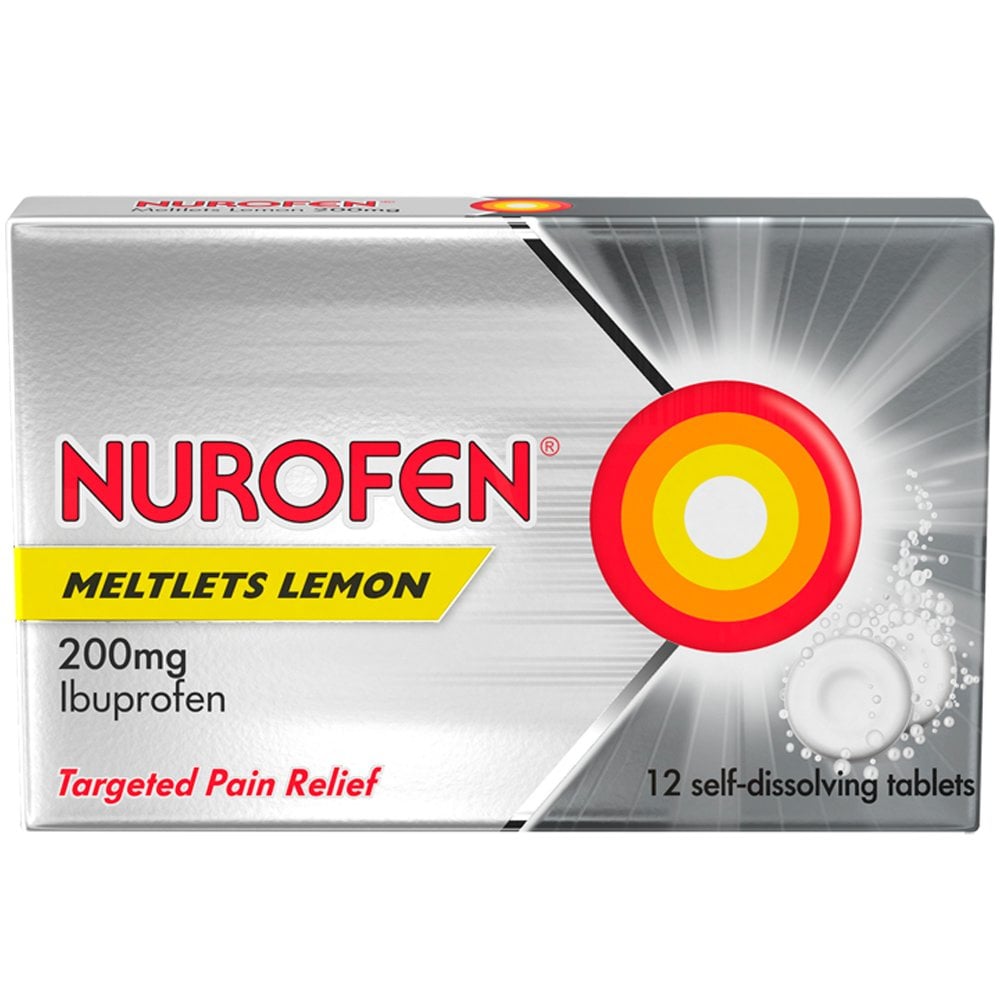 NUROFEN®
Meltlets Lemon 200mg
NUROFEN®
MELTLETS LEMON
200mg
Ibuprofen
Targeted Pain Relief
12 self-dissolving tablets